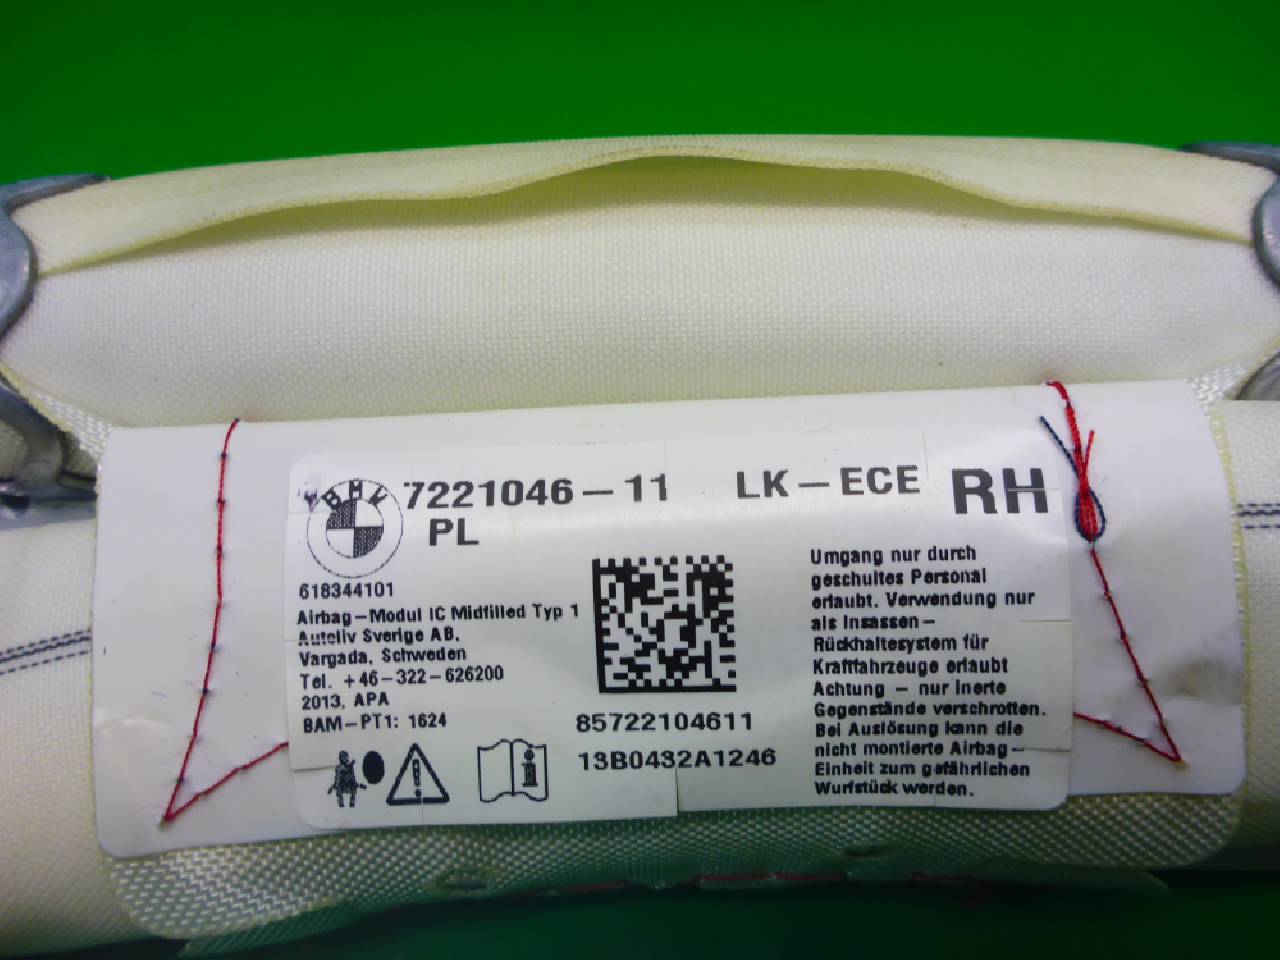 BMW
7221046-11 LK-ECE RH
PL
618344101
Airbag-Modul IC Midfilled Typ 1
Autoliv Sverige AB.
Vargada, Schweden
Tel. +46-322-626200
2013, APA
BAM-PT1: 1624
85722104611
13B0432A1246
Umgang nur durch
geschultes Personal
erlaubt. Verwendung nur
als Insassen-
Rückhaltesystem für
Kraftfahrzeuge erlaubt
Achtung - nur inerte
Gegenstände verschrotten.
Bei Auslösung kann die
nicht montierte Airbag-
Einheit zum gefährlichen
Wurfstück werden.